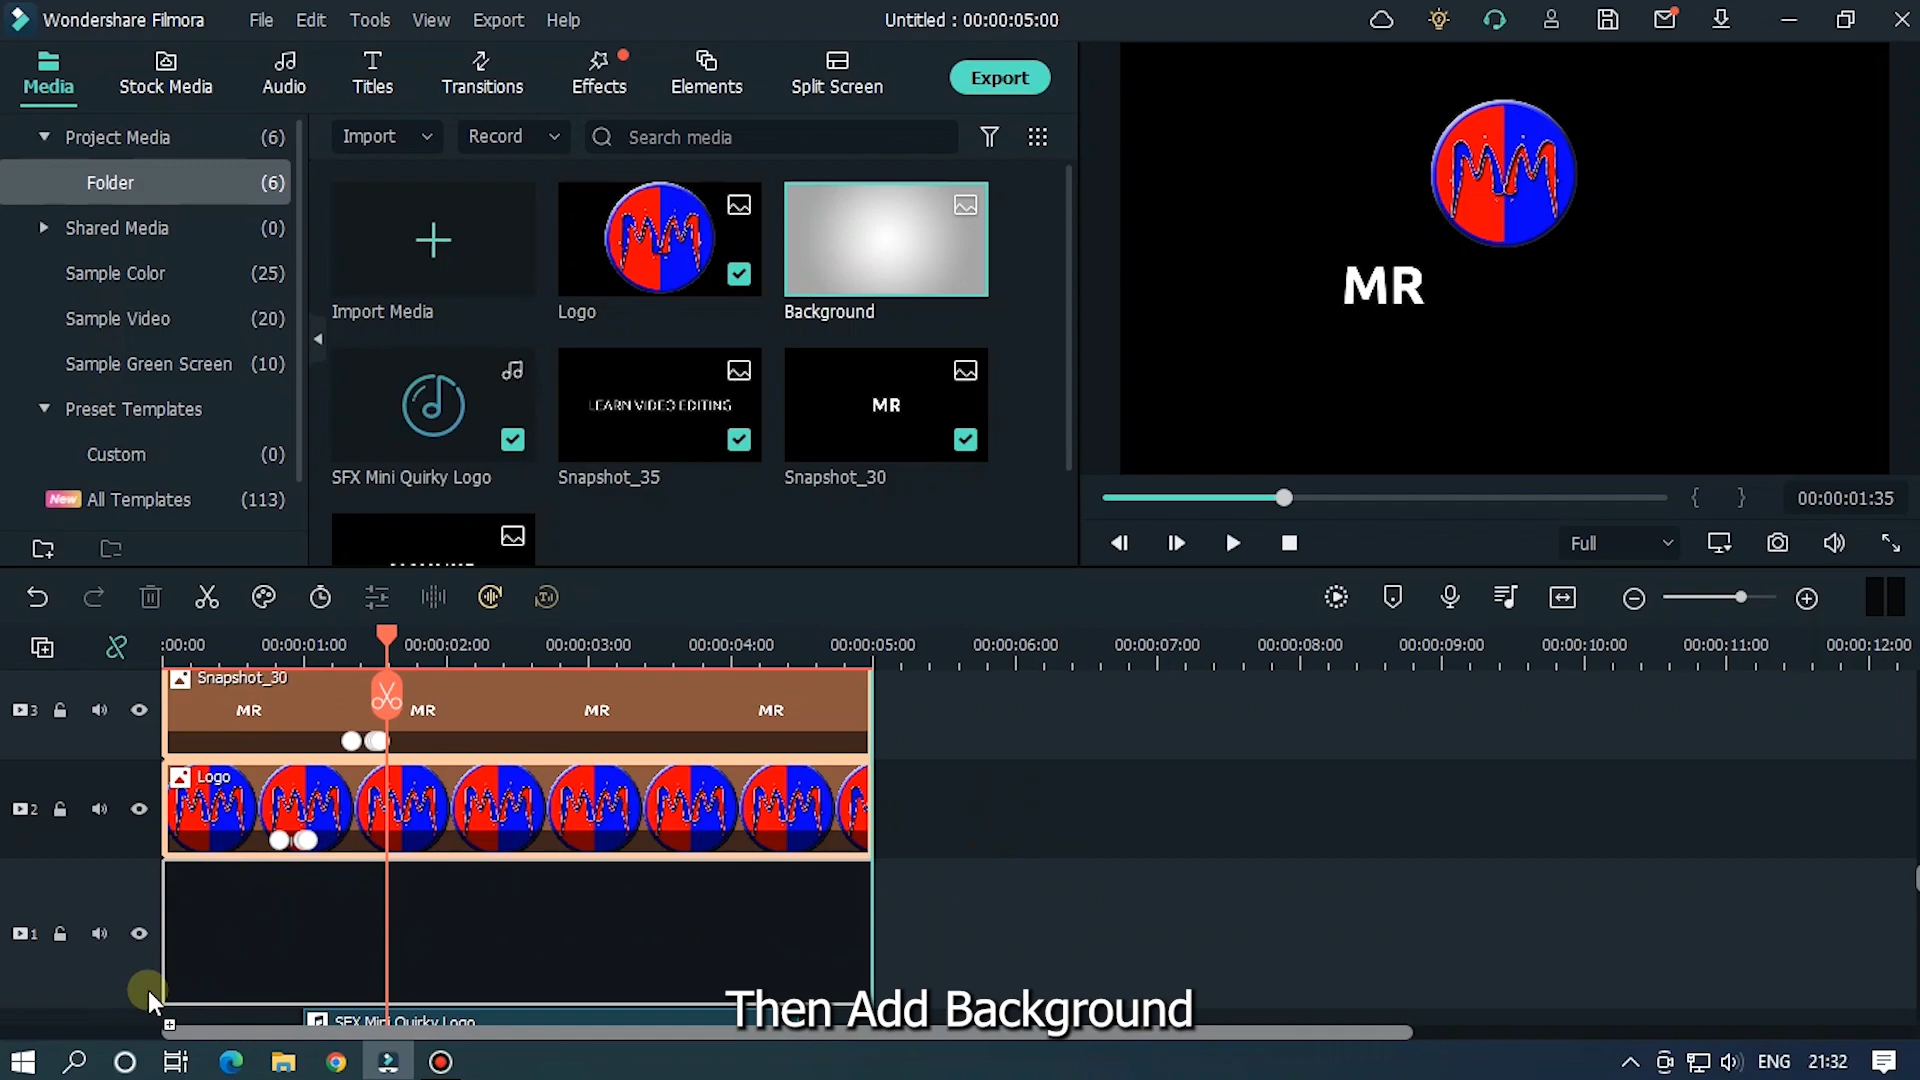 Wondershare Filmora File Edit Tools View Export Help Untitled : 00:00:05:00
Media Stock Media Audio Titles Transitions Effects Elements Split Screen Export
Project Media (6)
Folder (6)
Shared Media (0)
Sample Color (25)
Sample Video (20)
Sample Green Screen (10)
Preset Templates
Custom (0)
New All Templates (113)
Import Record Search media
Import Media Logo Background
LEARN VIDEO EDITING
MR
SFX Mini Quirky Logo Snapshot_35 Snapshot_30
MR
00:00:01:35
Full
:00:00 00:00:01:00 00:00:02:00 00:00:03:00 00:00:04:00 00:00:05:00 00:00:06:00 00:00:07:00 00:00:08:00 00:00:09:00 00:00:10:00 00:00:11:00 00:00:12:00
Snapshot_30
3 MR MR MR MR
Logo
2
1
SFX Mini Quirky Logo
Then Add Background
ENG 21:32